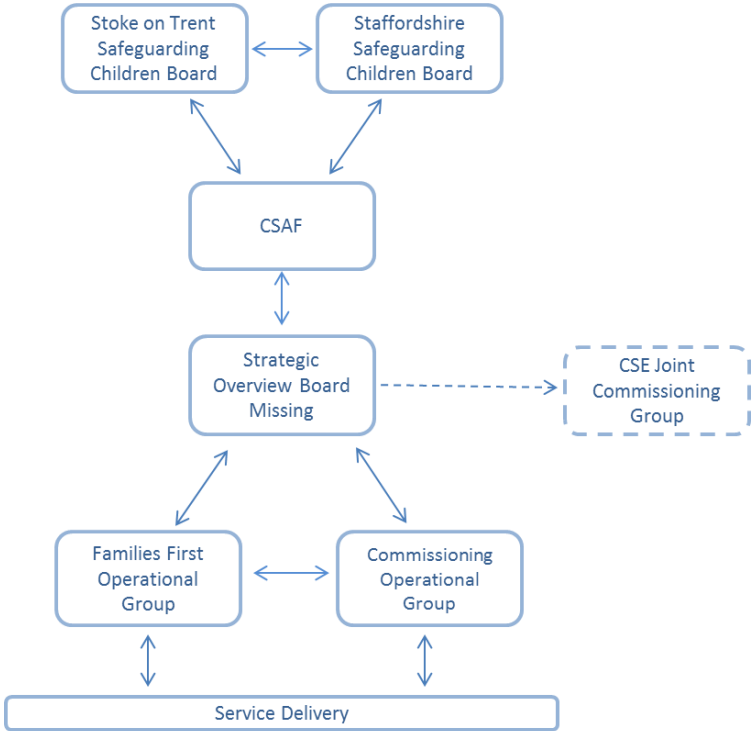 Stoke on Trent
Safeguarding
Children Board
Staffordshire
Safeguarding
Children Board
CSAF
Strategic
Overview Board
Missing
CSE Joint
Commissioning
Group
Families First
Operational
Group
Commissioning
Operational
Group
Service Delivery